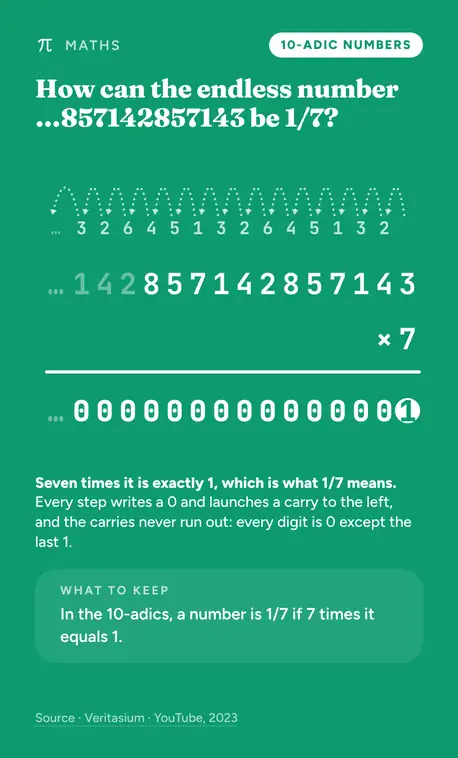 π MATHS
10-ADIC NUMBERS
How can the endless number
...857142857143 be 1/7?
... 3 2 6 4 5 1 3 2 6 4 5 1 3 2
... 1 4 2 8 5 7 1 4 2 8 5 7 1 4 3
× 7
... 0 0 0 0 0 0 0 0 0 0 0 0 0 0 1
Seven times it is exactly 1, which is what 1/7 means.
Every step writes a 0 and launches a carry to the left,
and the carries never run out: every digit is 0 except the
last 1.
WHAT TO KEEP
In the 10-adics, a number is 1/7 if 7 times it
equals 1.
Source · Veritasium · YouTube, 2023